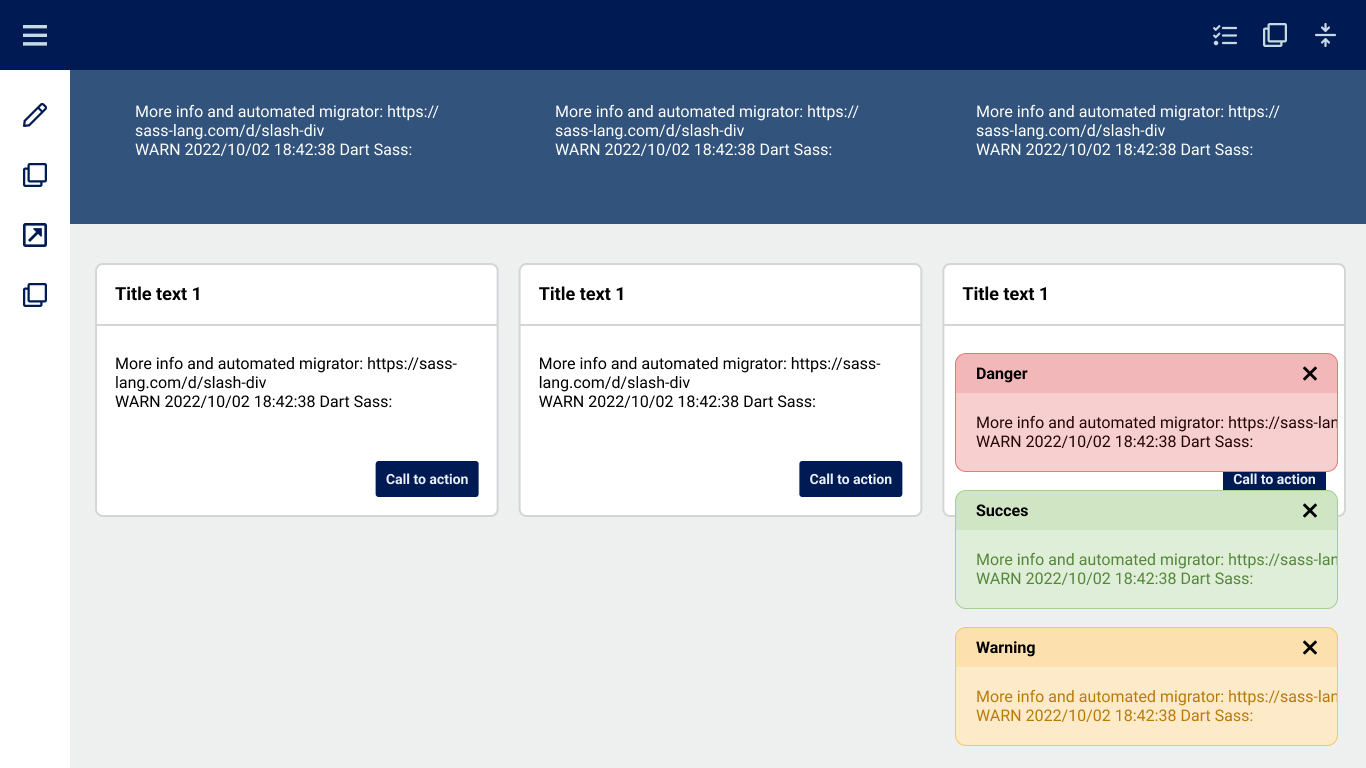 More info and automated migrator: https://
sass-lang.com/d/slash-div
WARN 2022/10/02 18:42:38 Dart Sass:
More info and automated migrator: https://
sass-lang.com/d/slash-div
WARN 2022/10/02 18:42:38 Dart Sass:
More info and automated migrator: https://
sass-lang.com/d/slash-div
WARN 2022/10/02 18:42:38 Dart Sass:
Title text 1
More info and automated migrator: https://sass-
lang.com/d/slash-div
WARN 2022/10/02 18:42:38 Dart Sass:
Call to action
Title text 1
More info and automated migrator: https://sass-
lang.com/d/slash-div
WARN 2022/10/02 18:42:38 Dart Sass:
Call to action
Title text 1
Danger
More info and automated migrator: https://sass-lan
WARN 2022/10/02 18:42:38 Dart Sass:
Call to action
Succes
More info and automated migrator: https://sass-lan
WARN 2022/10/02 18:42:38 Dart Sass:
Warning
More info and automated migrator: https://sass-lan
WARN 2022/10/02 18:42:38 Dart Sass: